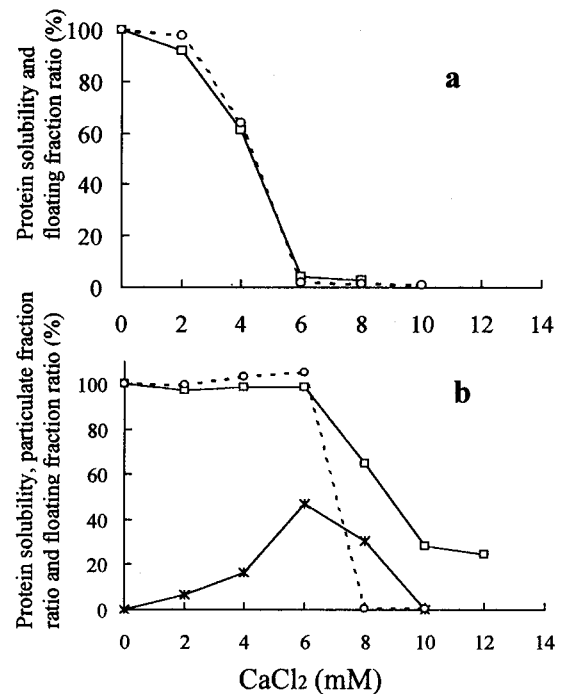 Protein solubility and
floating fraction ratio (%)
100
80
60
40
20
0
a
0 2 4 6 8 10 12 14
Protein solubility, particulate fraction
ratio and floating fraction ratio (%)
100
80
60
40
20
0
b
0 2 4 6 8 10 12 14
CaCl2 (mM)